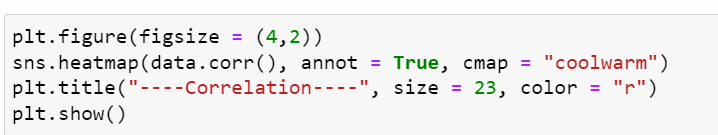 plt.figure(figsize = (4,2))
sns.heatmap(data.corr(), annot = True, cmap = "coolwarm")
plt.title("----Correlation----", size = 23, color = "r")
plt.show()